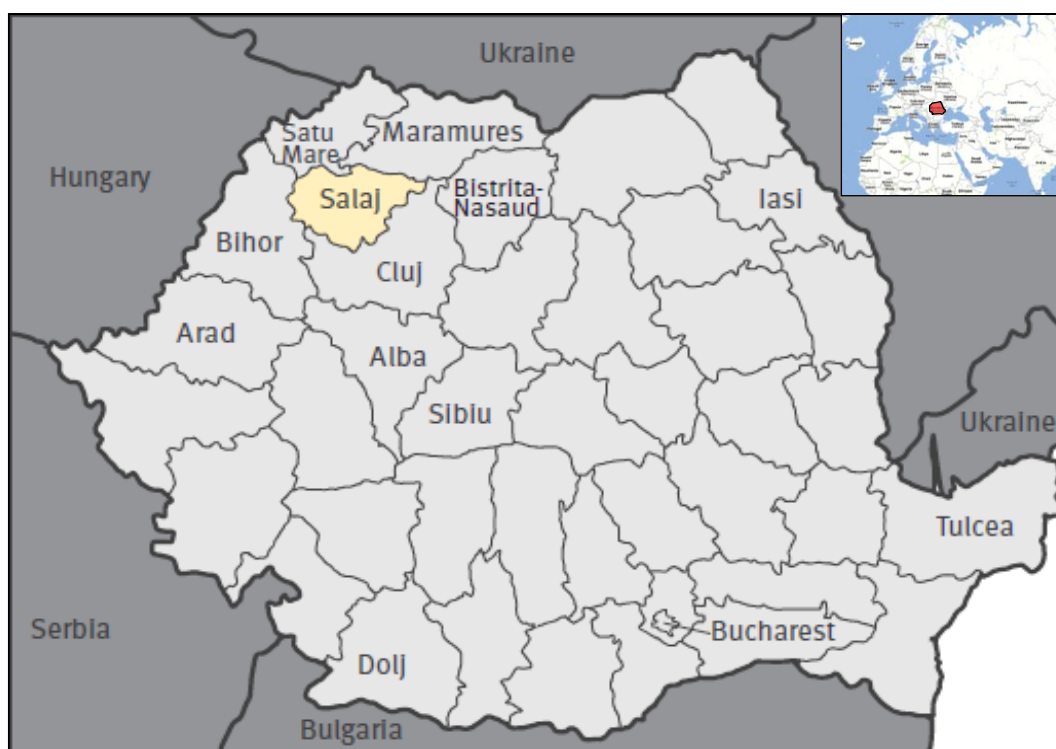 Ukraine
Satu
Mare
Maramures
Hungary
Salaj
Bistrita-
Nasaud
Iasi
Bihor
Cluj
Arad
Alba
Sibiu
Ukraine
Tulcea
Serbia
Bucharest
Dolj
Bulgaria